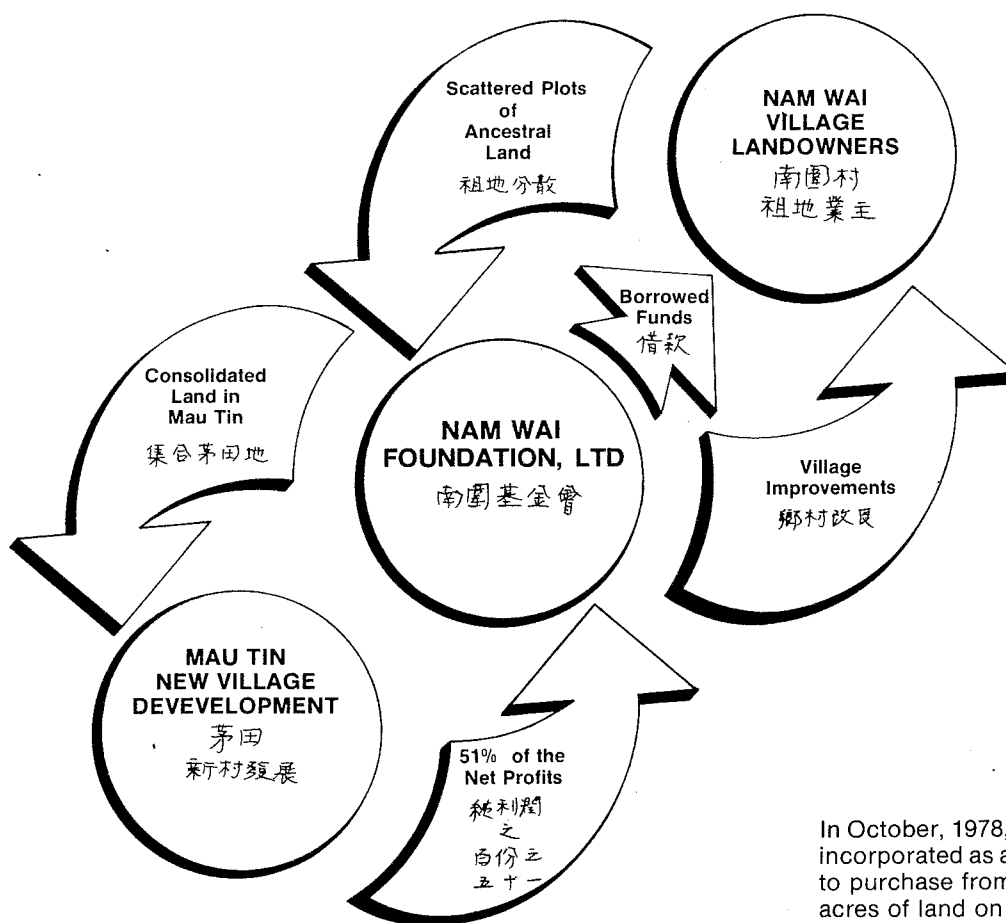 Scattered Plots
of
Ancestral
Land
祖地分散
NAM WAI
VILLAGE
LANDOWNERS
南圍村
祖地業主
Borrowed
Funds
借款
Consolidated
Land in
Mau Tin
集合茅田地
NAM WAI
FOUNDATION, LTD
南圍基金會
Village
Improvements
鄉村改良
MAU TIN
NEW VILLAGE
DEVEVELOPMENT
茅田
新村發展
51% of the
Net Profits
純利潤
之
百份之
五十一
In October, 1978,
incorporated as a
to purchase from
acres of land on